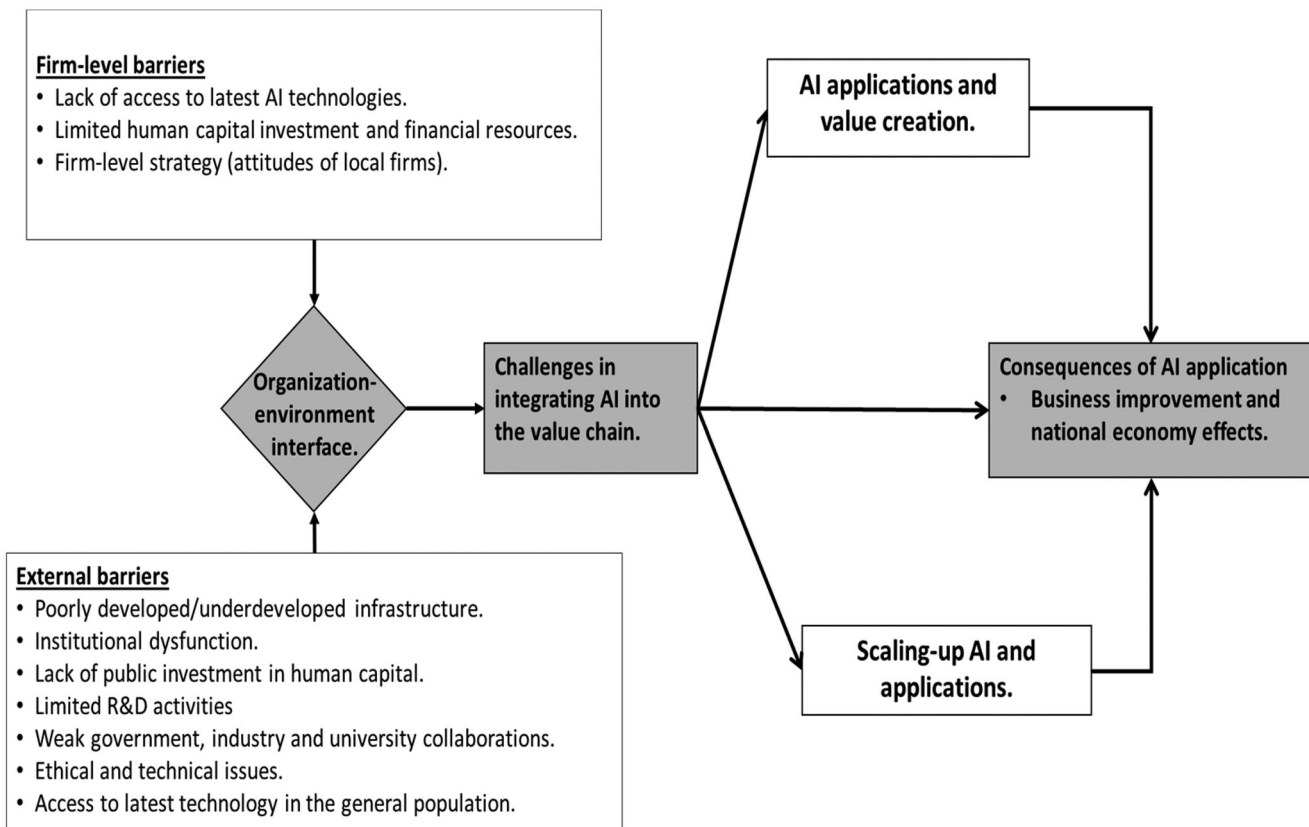 Firm-level barriers
• Lack of access to latest AI technologies.
• Limited human capital investment and financial resources.
• Firm-level strategy (attitudes of local firms).
Organization-
environment
interface.
External barriers
• Poorly developed/underdeveloped infrastructure.
• Institutional dysfunction.
• Lack of public investment in human capital.
• Limited R&D activities
• Weak government, industry and university collaborations.
• Ethical and technical issues.
• Access to latest technology in the general population.
Challenges in
integrating AI into
the value chain.
AI applications and
value creation.
Scaling-up AI and
applications.
Consequences of AI application
• Business improvement and
national economy effects.